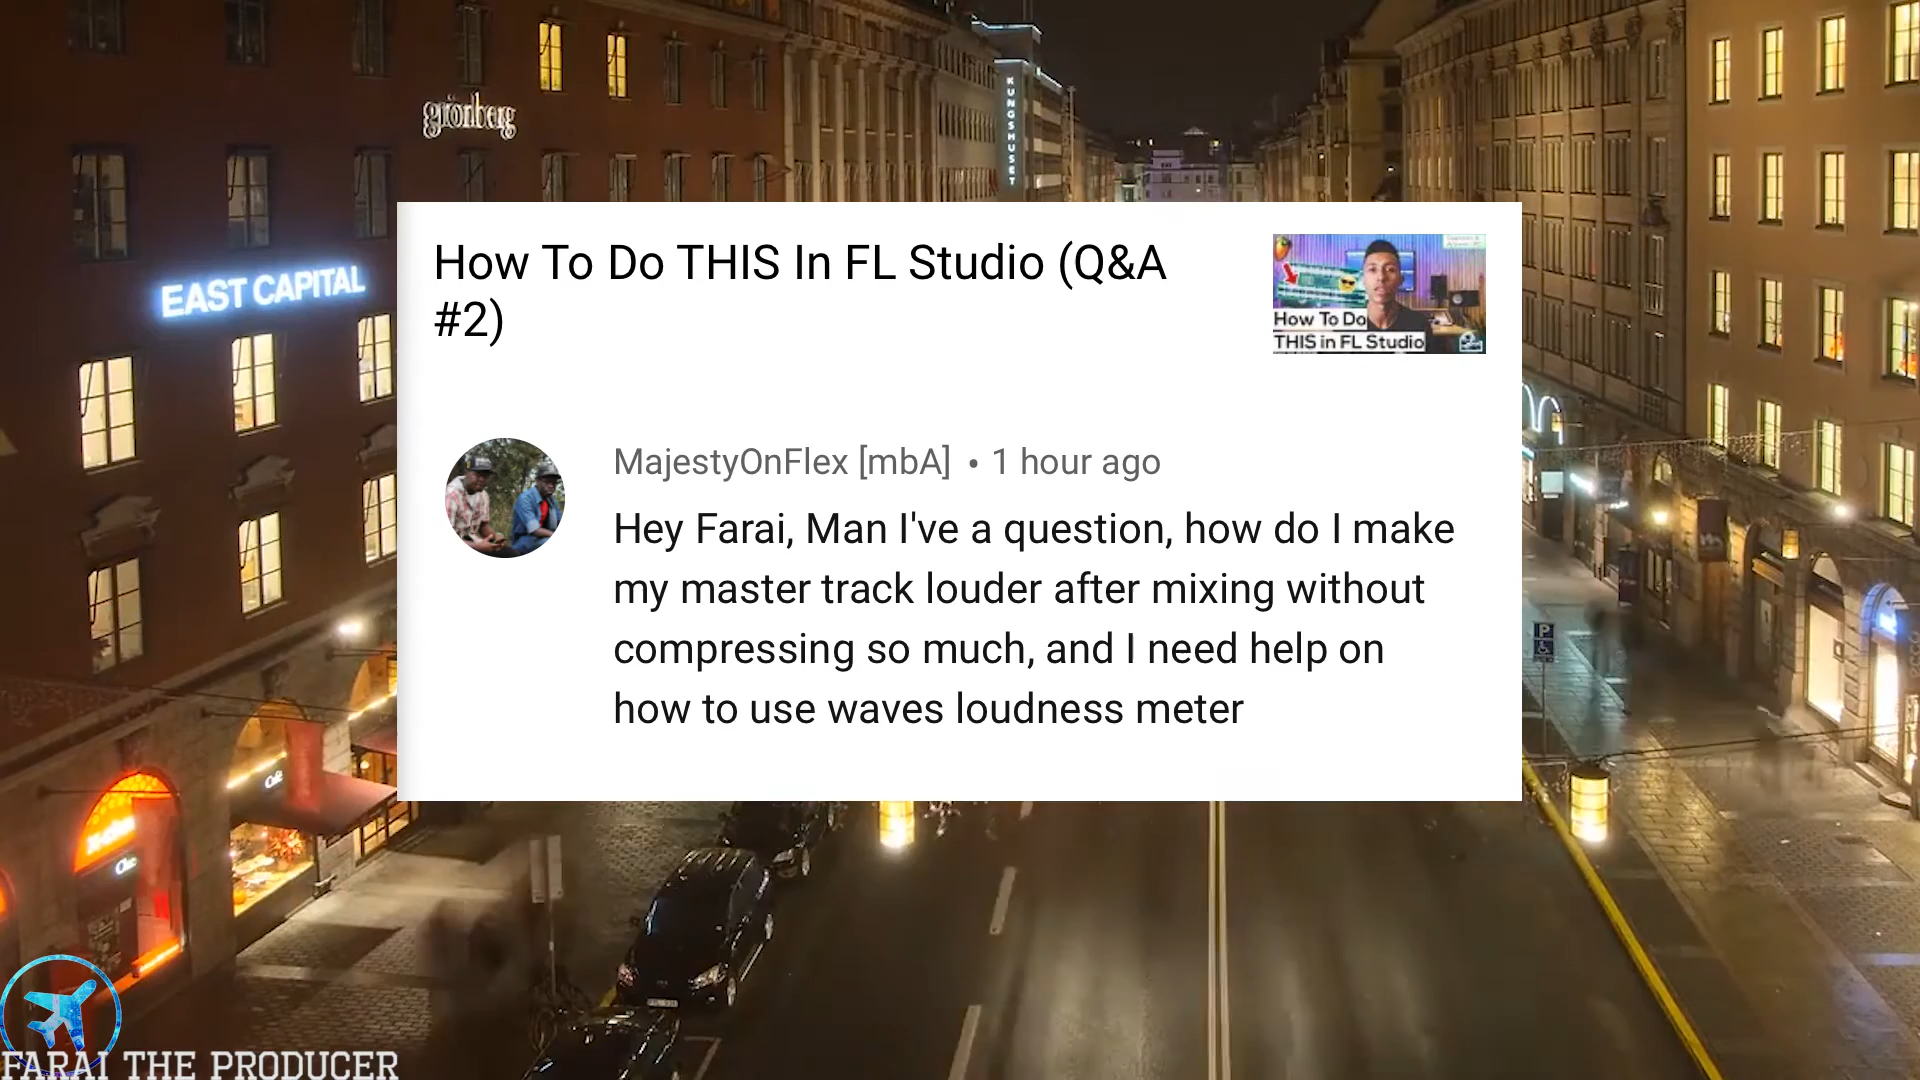 grönberg
KUNGSHUSET
EAST CAPITAL
How To Do THIS In FL Studio (Q&A
#2)
How To Do
THIS in FL Studio
MajestyOnFlex [mbA] • 1 hour ago
Hey Farai, Man I've a question, how do I make
my master track louder after mixing without
compressing so much, and I need help on
how to use waves loudness meter
P
Café
FARAI THE PRODUCER